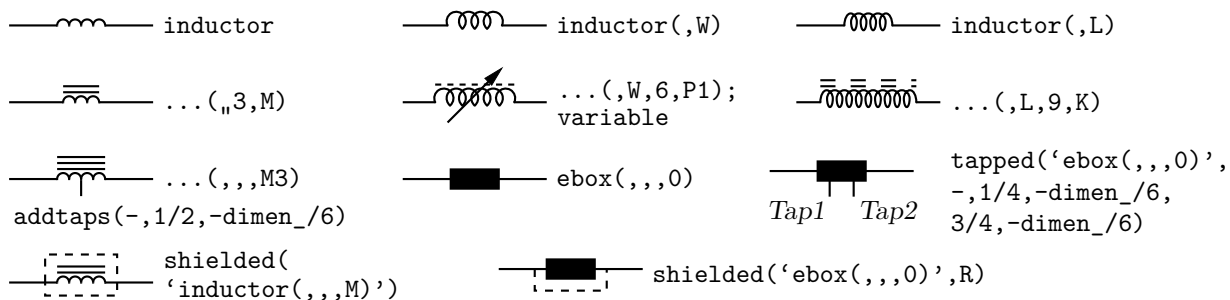 inductor
inductor(,W)
inductor(,L)
...(„3,M)
...(,W,6,P1);
variable
...(,L,9,K)
...(,,,M3)
addtaps(-,1/2,-dimen_/6)
ebox(,,,0)
Tap1 Tap2
tapped(‘ebox(,,,0)’,
-,1/4,-dimen_/6,
3/4,-dimen_/6)
shielded(
‘inductor(,,,M)’)
shielded(‘ebox(,,,0)’,R)